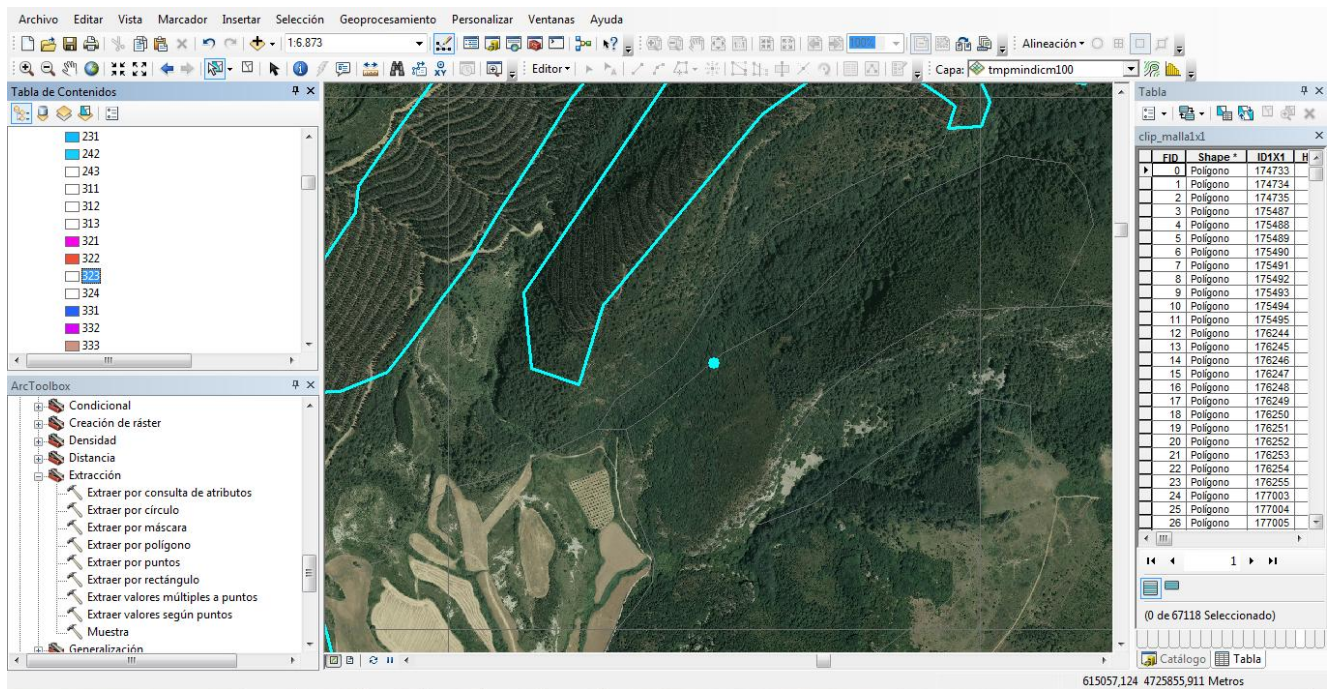 Archivo Editar Vista Marcador Insertar Selección Geoprocesamiento Personalizar Ventanas Ayuda
1:6.873
100%
Alineación
Editor
Capa: tmpmindicm100
Tabla de Contenidos
231
242
243
311
312
313
321
322
323
324
331
332
333
ArcToolbox
Condicional
Creación de ráster
Densidad
Distancia
Extracción
Extraer por consulta de atributos
Extraer por círculo
Extraer por máscara
Extraer por polígono
Extraer por puntos
Extraer por rectángulo
Extraer valores múltiples a puntos
Extraer valores según puntos
Muestra
Generalización
Tabla
clip_malla1x1
FID Shape * ID1X1 H
0 Polígono 174733
1 Polígono 174734
2 Polígono 174735
3 Polígono 175487
4 Polígono 175488
5 Polígono 175489
6 Polígono 175490
7 Polígono 175491
8 Polígono 175492
9 Polígono 175493
10 Polígono 175494
11 Polígono 175495
12 Polígono 176244
13 Polígono 176245
14 Polígono 176246
15 Polígono 176247
16 Polígono 176248
17 Polígono 176249
18 Polígono 176250
19 Polígono 176251
20 Polígono 176252
21 Polígono 176253
22 Polígono 176254
23 Polígono 176255
24 Polígono 177003
25 Polígono 177004
26 Polígono 177005
1
(0 de 67118 Seleccionado)
Catálogo Tabla
615057,124 4725855,911 Metros